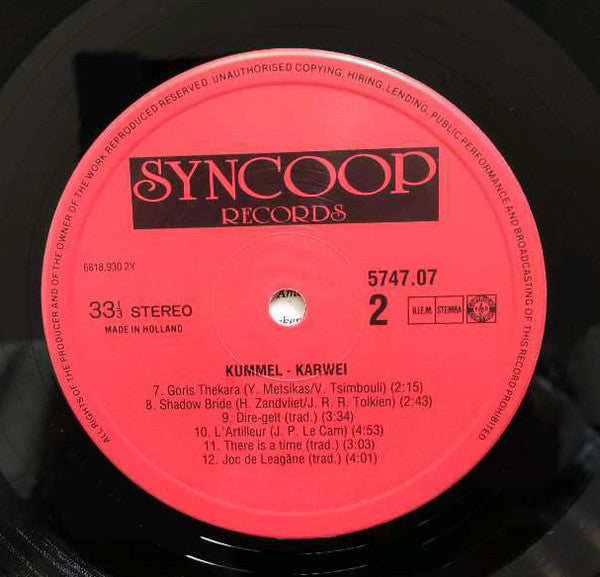 ALL RIGHTS OF THE PRODUCER AND OF THE OWNER OF THE WORK REPRODUCED RESERVED UNAUTHORISED COPYING, HIRING, LENDING, PUBLIC PERFORMANCE AND BROADCASTING OF THIS RECORD PROHIBITED
SYNCOOP
RECORDS
6818.930 2Y
5747.07
33⅓ STEREO
2
B.I.E.M.
STEMRA
MADE IN HOLLAND
KUMMEL - KARWEI
7. Goris Thekara (Y. Metsikas/V. Tsimbouli) (2:15)
8. Shadow Bride (H. Zandvliet/J. R. R. Tolkien) (2:43)
9. Dire-gelt (trad.) (3:34)
10. L'Artilleur (J. P. Le Cam) (4:53)
11. There is a time (trad.) (3:03)
12. Joc de Leagãne (trad.) (4:01)